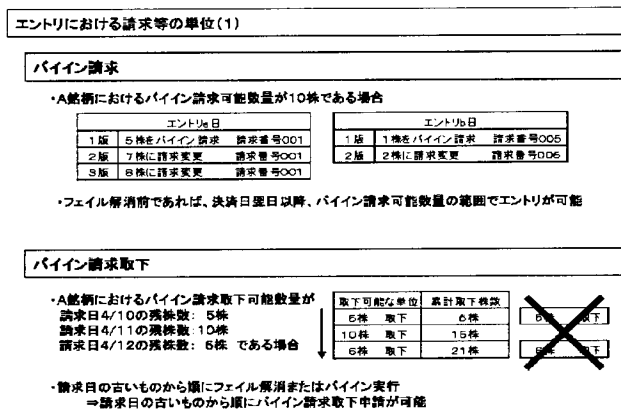 エントリにおける請求等の単位(1)
バイイン請求
・A銘柄におけるバイイン請求可能数量が10株である場合
エントリa日
1版 5株をバイイン請求 請求番号001
2版 7株に請求変更 請求番号001
3版 8株に請求変更 請求番号001
エントリb日
1版 1株をバイイン請求 請求番号005
2版 2株に請求変更 請求番号005
・フェイル解消前であれば、決済日翌日以降、バイイン請求可能数量の範囲でエントリが可能
バイイン請求取下
・A銘柄におけるバイイン請求取下可能数量が
請求日4/10の残株数: 5株
請求日4/11の残株数: 10株
請求日4/12の残株数: 6株 である場合
取下可能な単位 累計取下株数
5株 取下 5株
10株 取下 15株
6株 取下 21株
取下
取下
・請求日の古いものから順にフェイル解消またはバイイン実行
⇒請求日の古いものから順にバイイン請求取下申請が可能